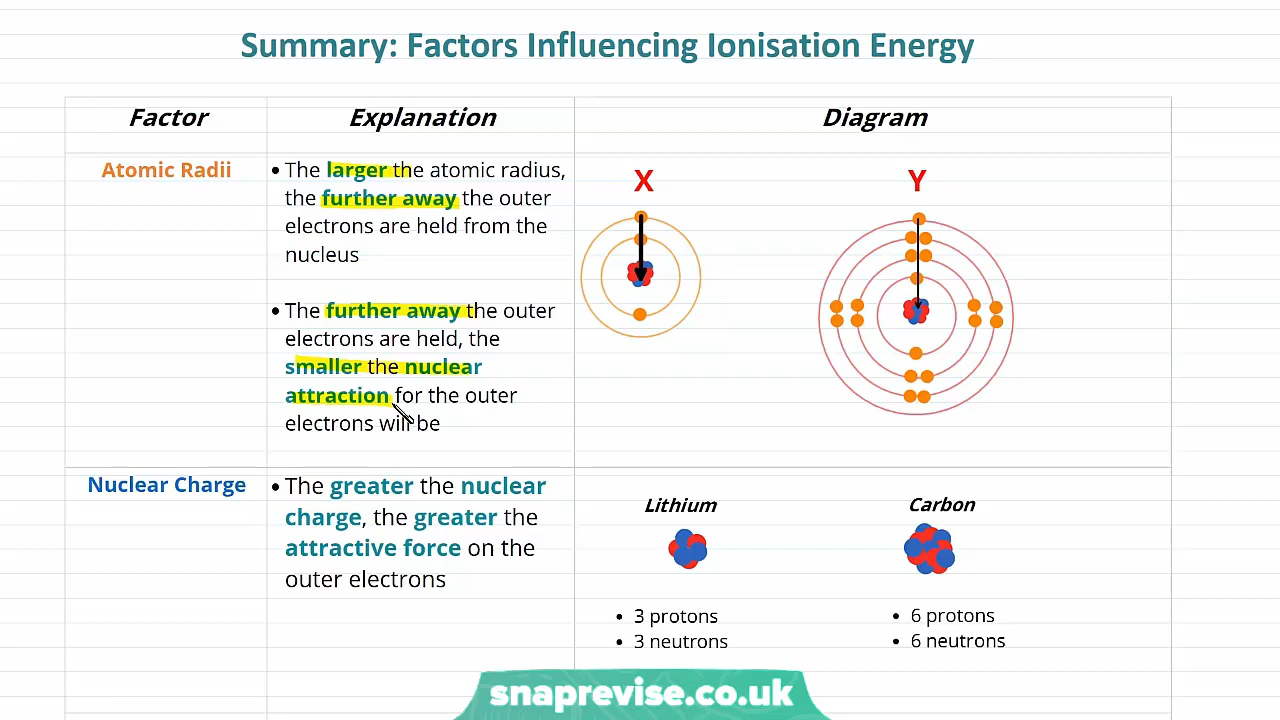 Summary: Factors Influencing Ionisation Energy
Factor
Explanation
Diagram
Atomic Radii
• The larger the atomic radius,
the further away the outer
electrons are held from the
nucleus
• The further away the outer
electrons are held, the
smaller the nuclear
attraction for the outer
electrons will be
X
Y
Nuclear Charge
• The greater the nuclear
charge, the greater the
attractive force on the
outer electrons
Lithium
• 3 protons
• 3 neutrons
Carbon
• 6 protons
• 6 neutrons
snaprevise.co.uk